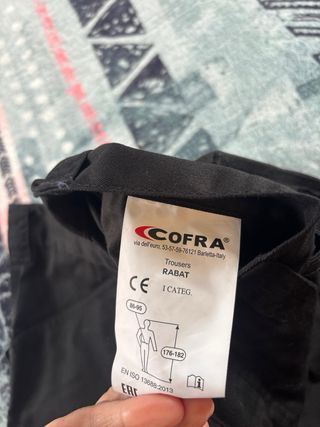 COFRA®
via dell'euro, 53-57-59-76121 Barletta-Italy
Trousers
RABAT
CE I CATEG.
86-95
176-182
EN ISO 13688:2013
EAC